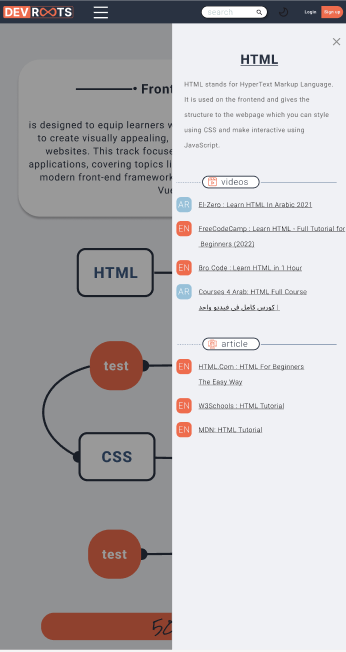 DEV ROOTS
search
Login
Sign up
Front
is designed to equip learners w
to create visually appealing,
websites. This track focuse
applications, covering topics li
modern front-end framework
Vue
HTML
test
CSS
test
50
HTML
HTML stands for HyperText Markup Language.
It is used on the frontend and gives the
structure to the webpage which you can style
using CSS and make interactive using
JavaScript.
videos
AR El-Zero : Learn HTML In Arabic 2021
EN FreeCodeCamp : Learn HTML - Full Tutorial for
Beginners (2022)
EN Bro Code : Learn HTML in 1 Hour
AR Courses 4 Arab: HTML Full Course
| كورس كامل في فيديو واحد
article
EN HTML.Com : HTML For Beginners
The Easy Way
EN W3Schools : HTML Tutorial
EN MDN: HTML Tutorial